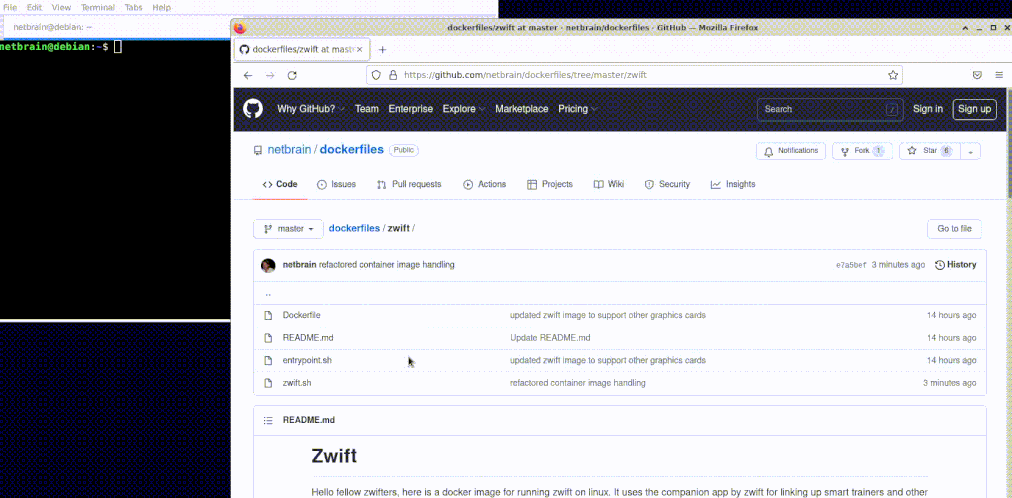 File Edit View Terminal Tabs Help
netbrain@debian: ~
netbrain@debian:~$
dockerfiles/zwift at master · netbrain/dockerfiles · GitHub — Mozilla Firefox
dockerfiles/zwift at mast
https://github.com/netbrain/dockerfiles/tree/master/zwift
Why GitHub? Team Enterprise Explore Marketplace Pricing Search / Sign in Sign up
netbrain / dockerfiles Public Notifications Fork 1 Star 6
Code Issues Pull requests Actions Projects Wiki Security Insights
master dockerfiles / zwift / Go to file
netbrain refactored container image handling e7a5bef 3 minutes ago History
..
Dockerfile updated zwift image to support other graphics cards 14 hours ago
README.md Update README.md 14 hours ago
entrypoint.sh updated zwift image to support other graphics cards 14 hours ago
zwift.sh refactored container image handling 3 minutes ago
README.md
Zwift
Hello fellow zwifters, here is a docker image for running zwift on linux. It uses the companion app by zwift for linking up smart trainers and other